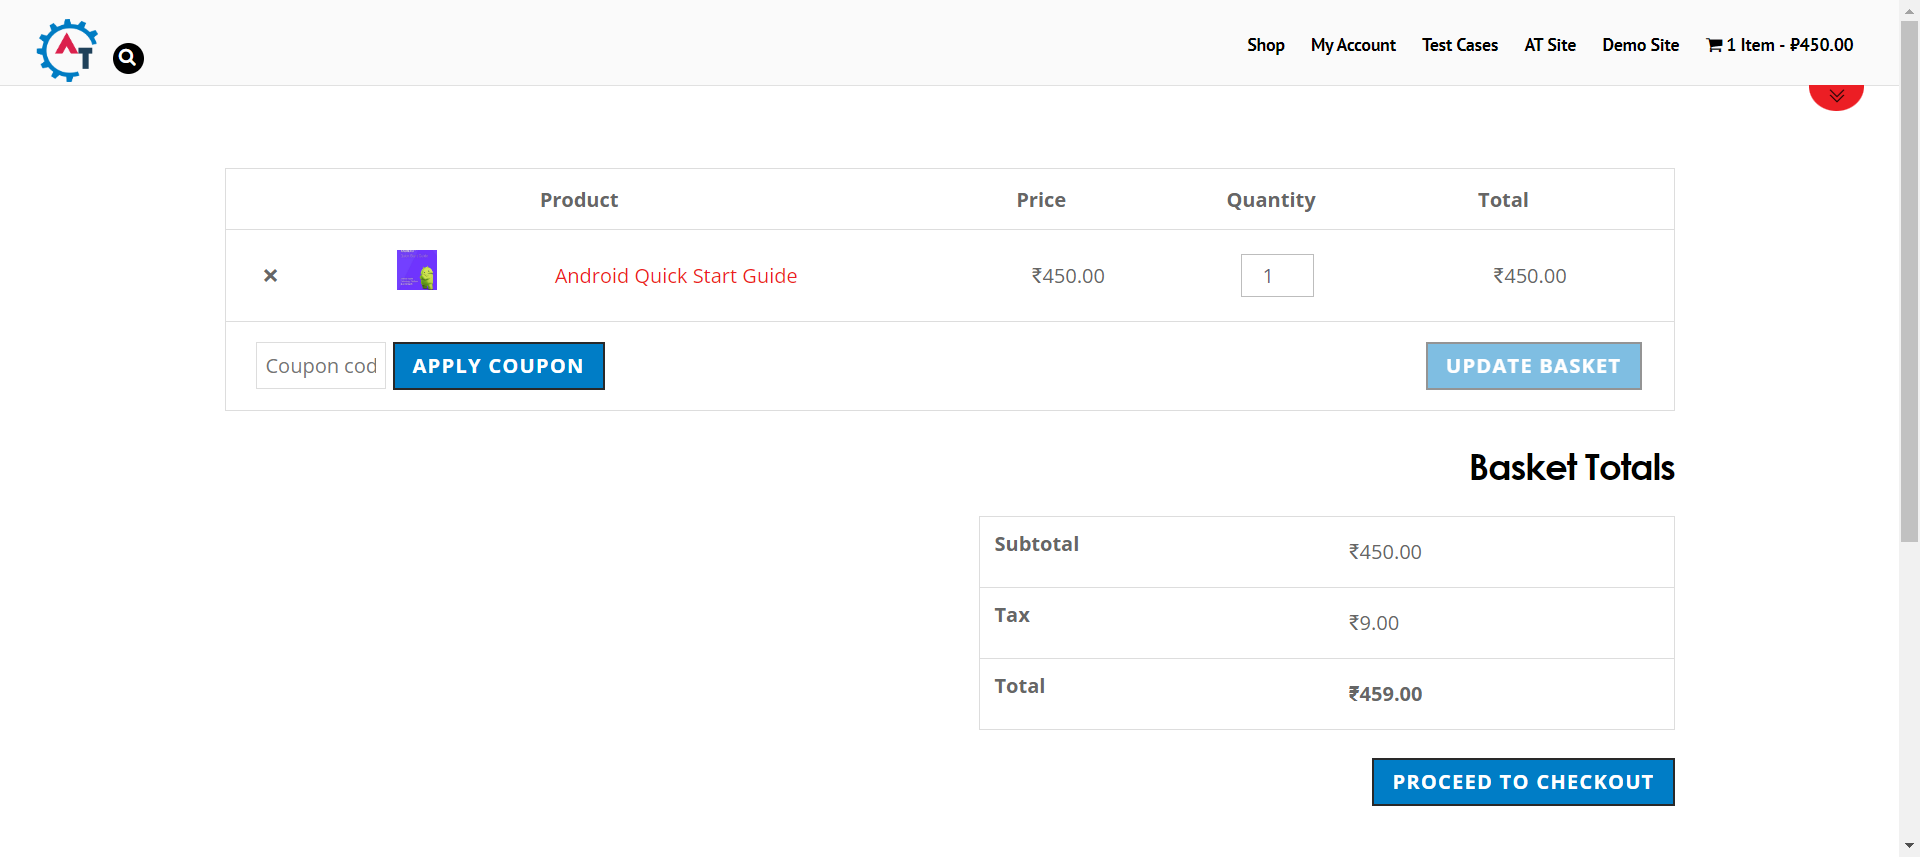 AT
Shop My Account Test Cases AT Site Demo Site 1 Item - ₽450.00
Product Price Quantity Total
× Android Quick Start Guide ₹450.00 1 ₹450.00
Coupon cod APPLY COUPON UPDATE BASKET
Basket Totals
Subtotal ₹450.00
Tax ₹9.00
Total ₹459.00
PROCEED TO CHECKOUT